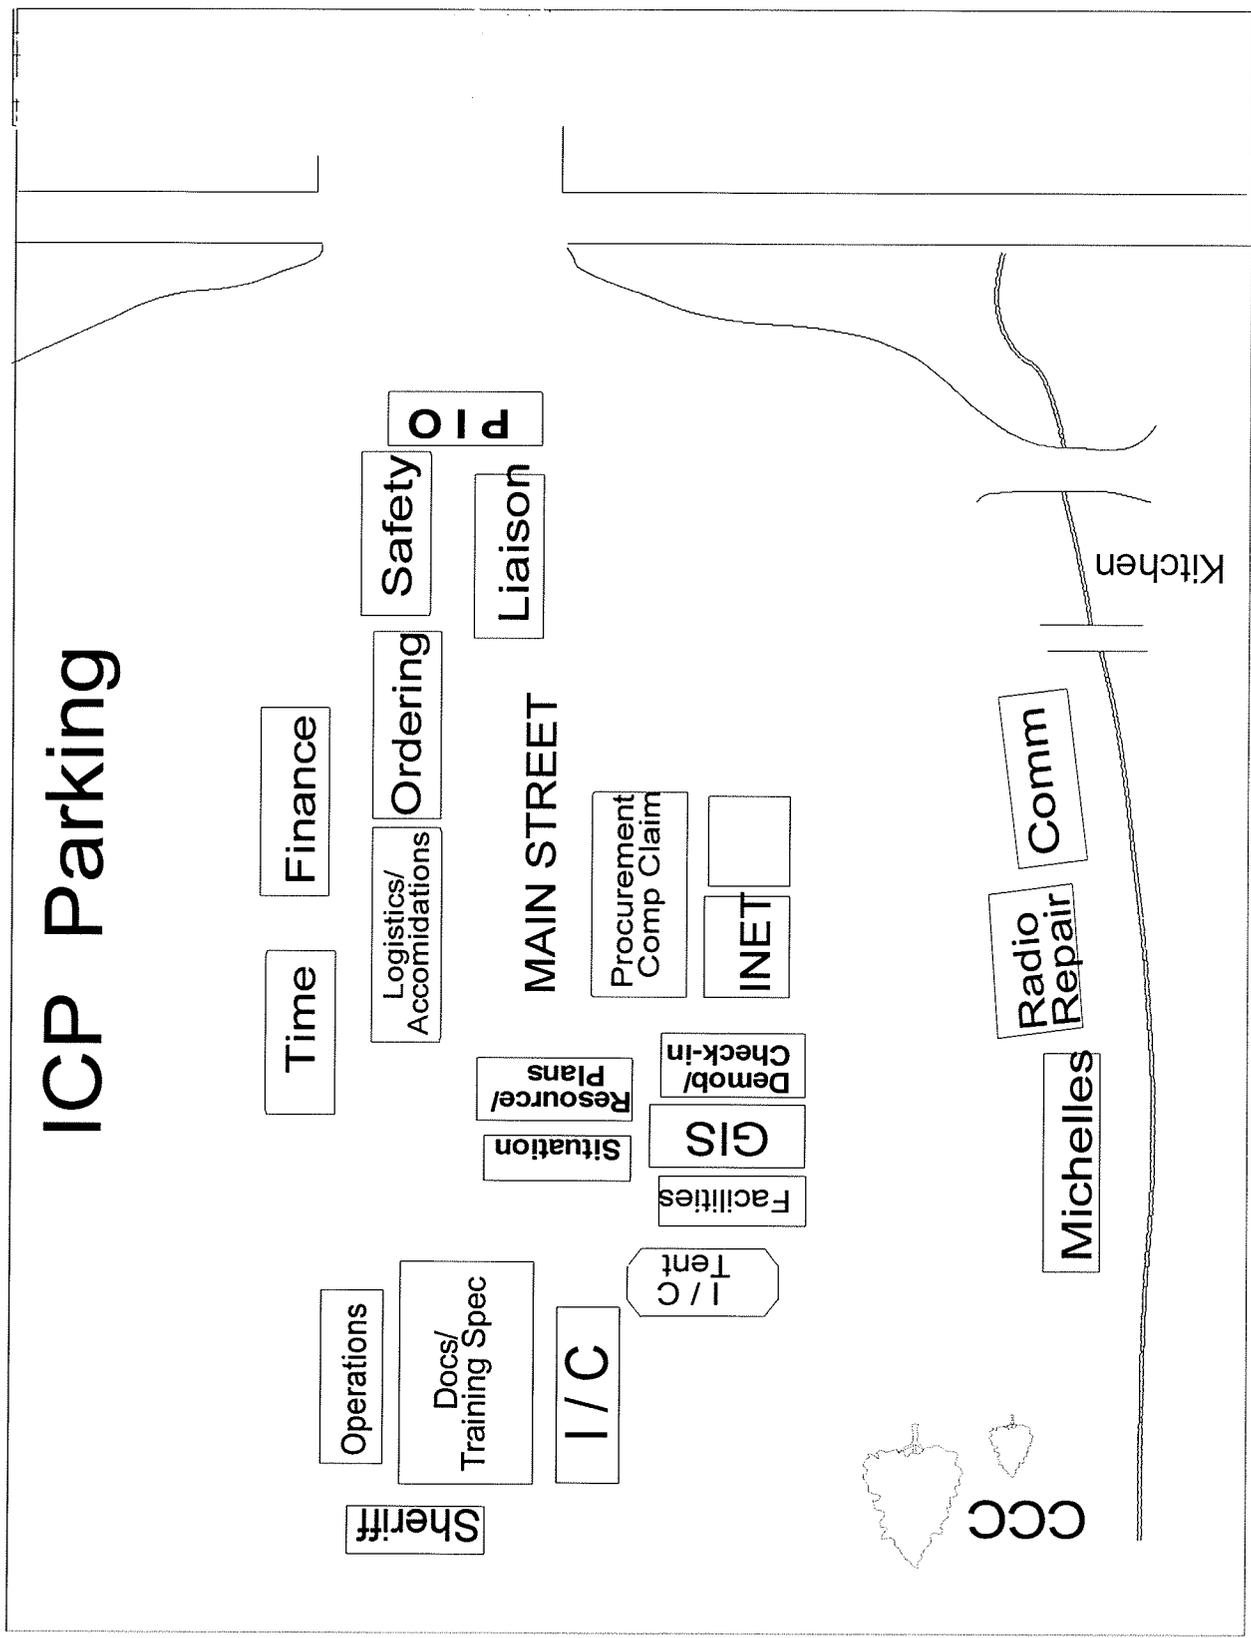 ICP Parking
Time
Finance
Operations
Logistics/
Accomidations
Ordering
Safety
PIO
Sheriff
Docs/
Training Spec
Situation
Resource/
Plans
Liaison
MAIN STREET
I / C
I / C
Tent
Facilities
GIS
Demob/
Check-in
Procurement
Comp Claim
INET
CCC
Michelles
Radio
Repair
Comm
Kitchen